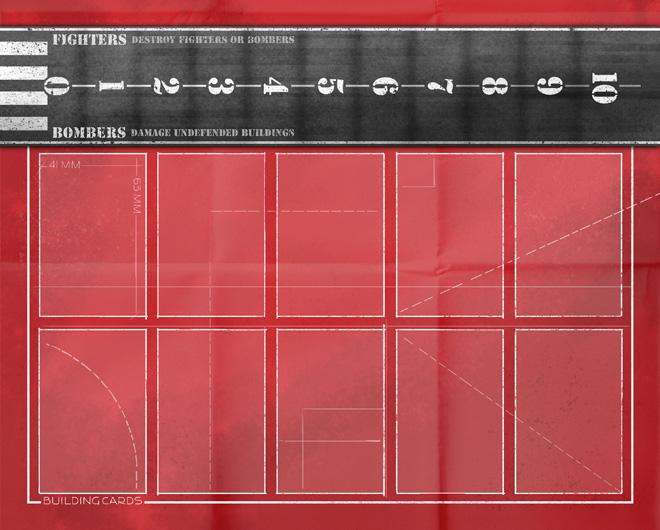 FIGHTERS DESTROY FIGHTERS OR BOMBERS
0 1 2 3 4 5 6 7 8 9 10
BOMBERS DAMAGE UNDEFENDED BUILDINGS
41 MM
63 MM
BUILDING CARDS